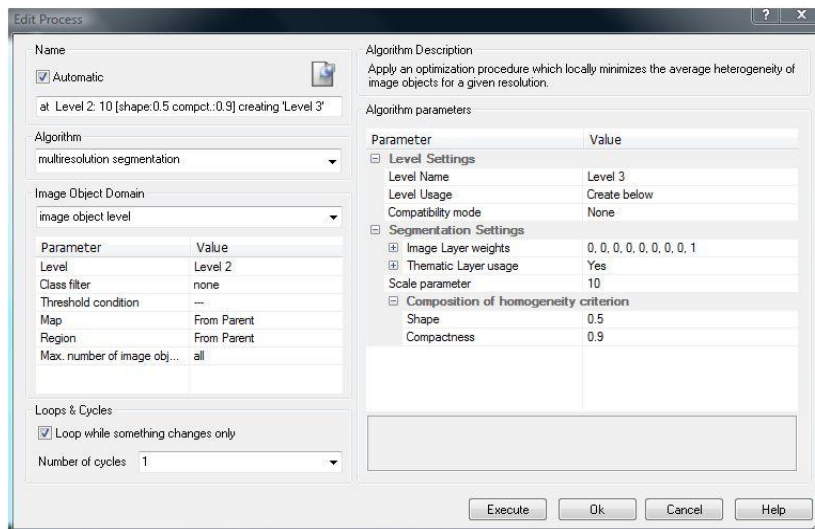 Edit Process
? X
Name
Automatic
at Level 2: 10 [shape:0.5 compct.:0.9] creating 'Level 3'
Algorithm
multiresolution segmentation
Image Object Domain
image object level
Parameter Value
Level Level 2
Class filter none
Threshold condition ---
Map From Parent
Region From Parent
Max. number of image obj... all
Loops & Cycles
Loop while something changes only
Number of cycles 1
Algorithm Description
Apply an optimization procedure which locally minimizes the average heterogeneity of
image objects for a given resolution.
Algorithm parameters
Parameter Value
Level Settings
Level Name Level 3
Level Usage Create below
Compatibility mode None
Segmentation Settings
Image Layer weights 0, 0, 0, 0, 0, 0, 0, 0, 1
Thematic Layer usage Yes
Scale parameter 10
Composition of homogeneity criterion
Shape 0.5
Compactness 0.9
Execute Ok Cancel Help